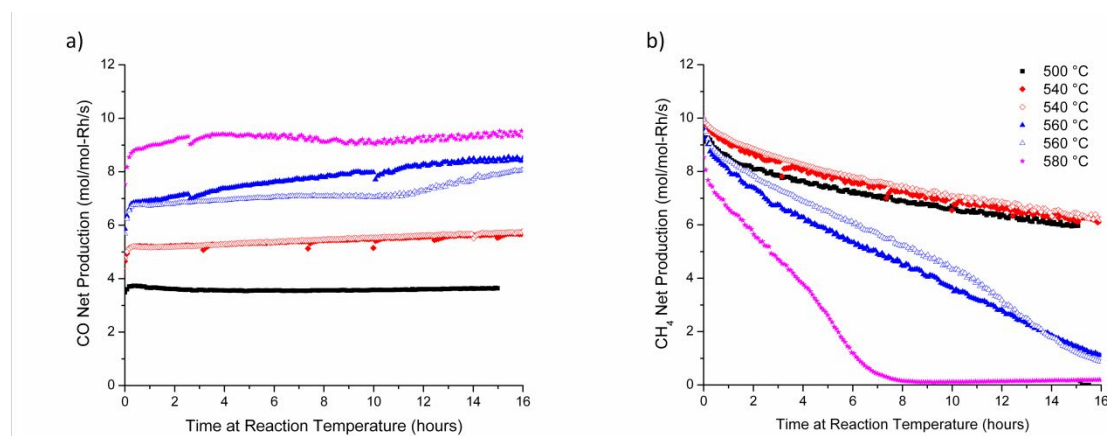 a)
12
10
8
6
4
2
0
CO Net Production (mol/mol-Rh/s)
0 2 4 6 8 10 12 14 16
Time at Reaction Temperature (hours)
b)
12
10
8
6
4
2
0
CH₄ Net Production (mol/mol-Rh/s)
500 °C
540 °C
540 °C
560 °C
560 °C
580 °C
0 2 4 6 8 10 12 14 16
Time at Reaction Temperature (hours)